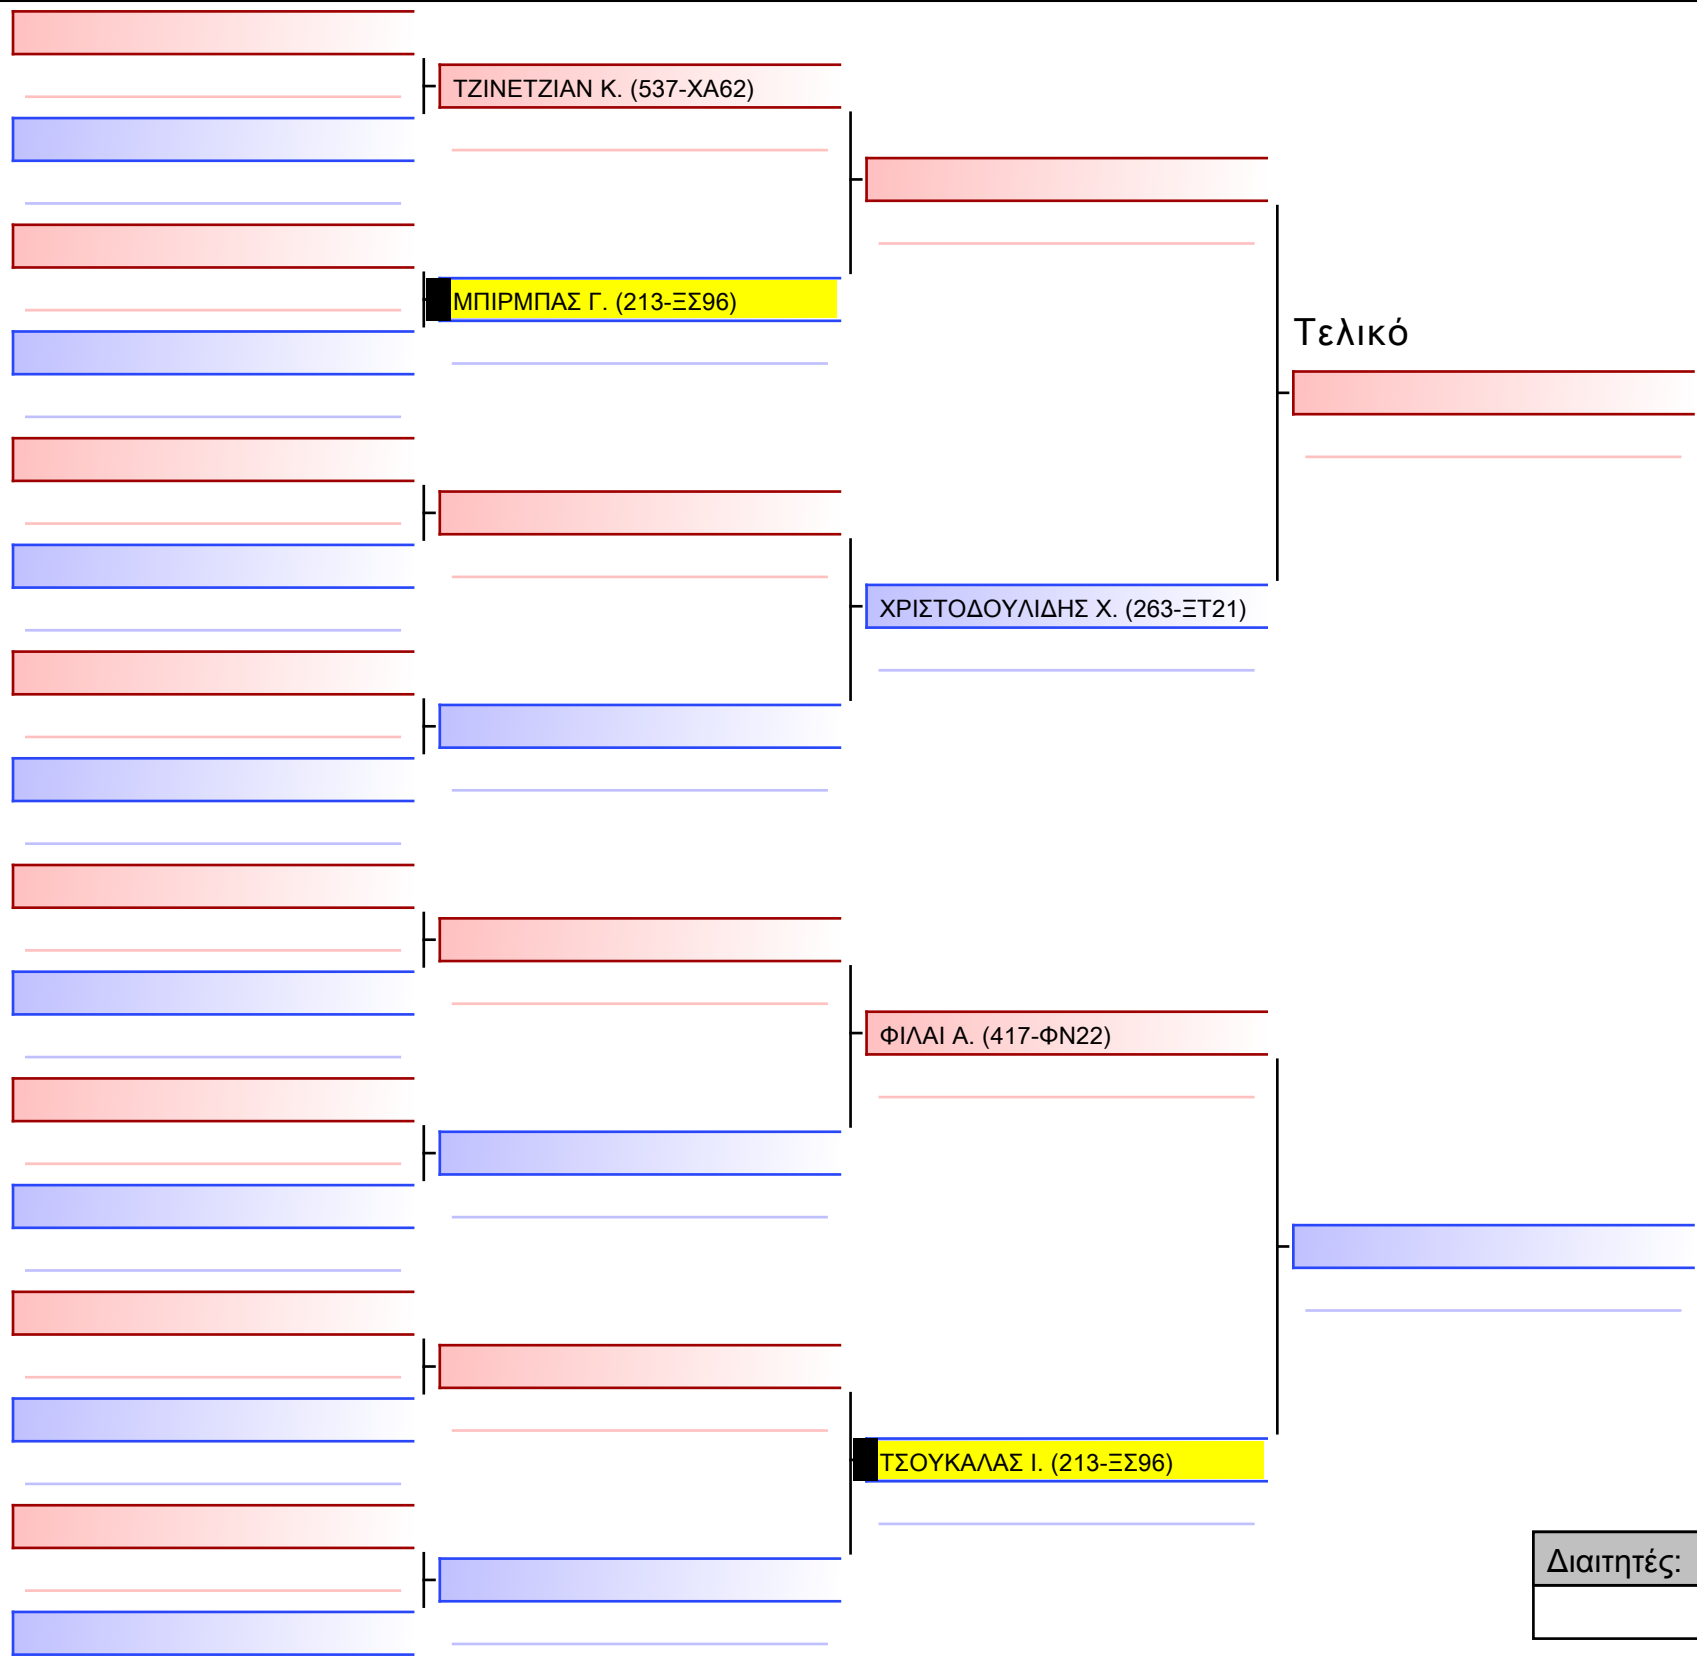 ΤΖΙΝΕΤΖΙΑΝ Κ. (537-ΧΑ62)
ΜΠΙΡΜΠΑΣ Γ. (213-ΞΣ96)
Τελικό
ΧΡΙΣΤΟΔΟΥΛΙΔΗΣ Χ. (263-ΞΤ21)
ΦΙΛΑΙ Α. (417-ΦΝ22)
ΤΣΟΥΚΑΛΑΣ Ι. (213-ΞΣ96)
Διαιτητές: